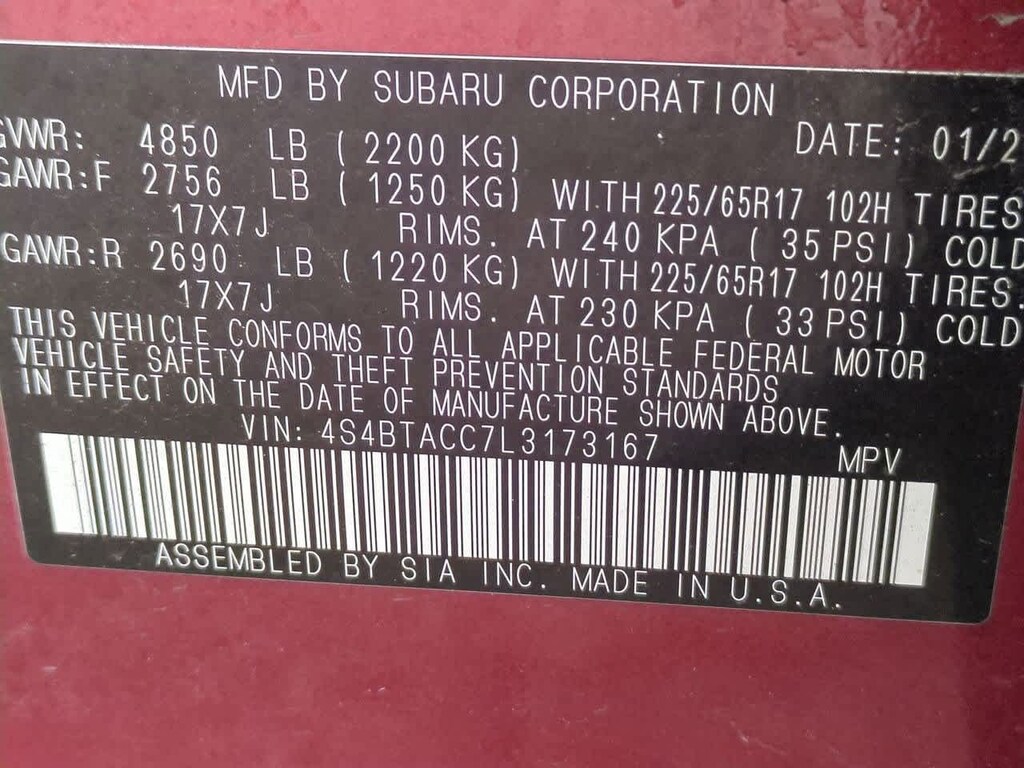 MFD BY SUBARU CORPORATION
GVWR: 4850 LB ( 2200 KG) DATE: 01/2
GAWR:F 2756 LB ( 1250 KG) WITH 225/65R17 102H TIRES
17X7J RIMS. AT 240 KPA ( 35 PSI) COLD
GAWR:R 2690 LB ( 1220 KG) WITH 225/65R17 102H TIRES.
17X7J RIMS. AT 230 KPA ( 33 PSI) COLD
THIS VEHICLE CONFORMS TO ALL APPLICABLE FEDERAL MOTOR
VEHICLE SAFETY AND THEFT PREVENTION STANDARDS
IN EFFECT ON THE DATE OF MANUFACTURE SHOWN ABOVE.
VIN: 4S4BTACC7L3173167 MPV
ASSEMBLED BY SIA INC. MADE IN U.S.A.